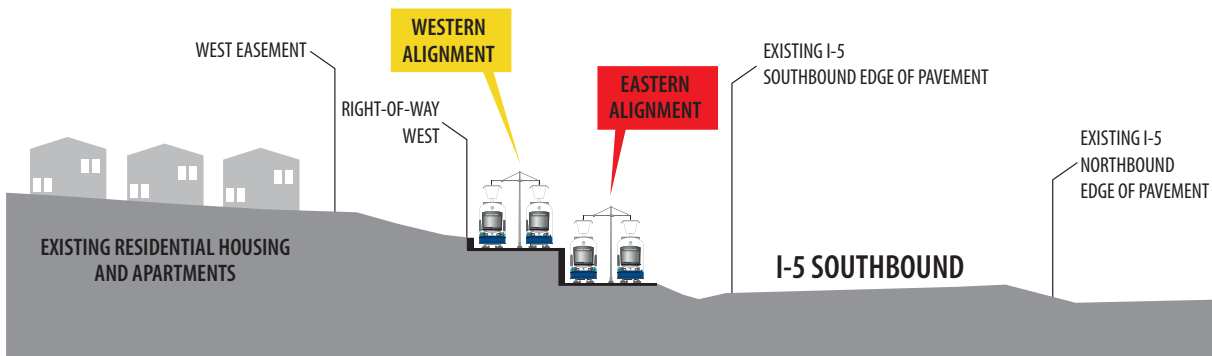 WESTERN
ALIGNMENT
WEST EASEMENT
EXISTING I-5
SOUTHBOUND EDGE OF PAVEMENT
EASTERN
ALIGNMENT
RIGHT-OF-WAY
WEST
EXISTING I-5
NORTHBOUND
EDGE OF PAVEMENT
EXISTING RESIDENTIAL HOUSING
AND APARTMENTS
I-5 SOUTHBOUND